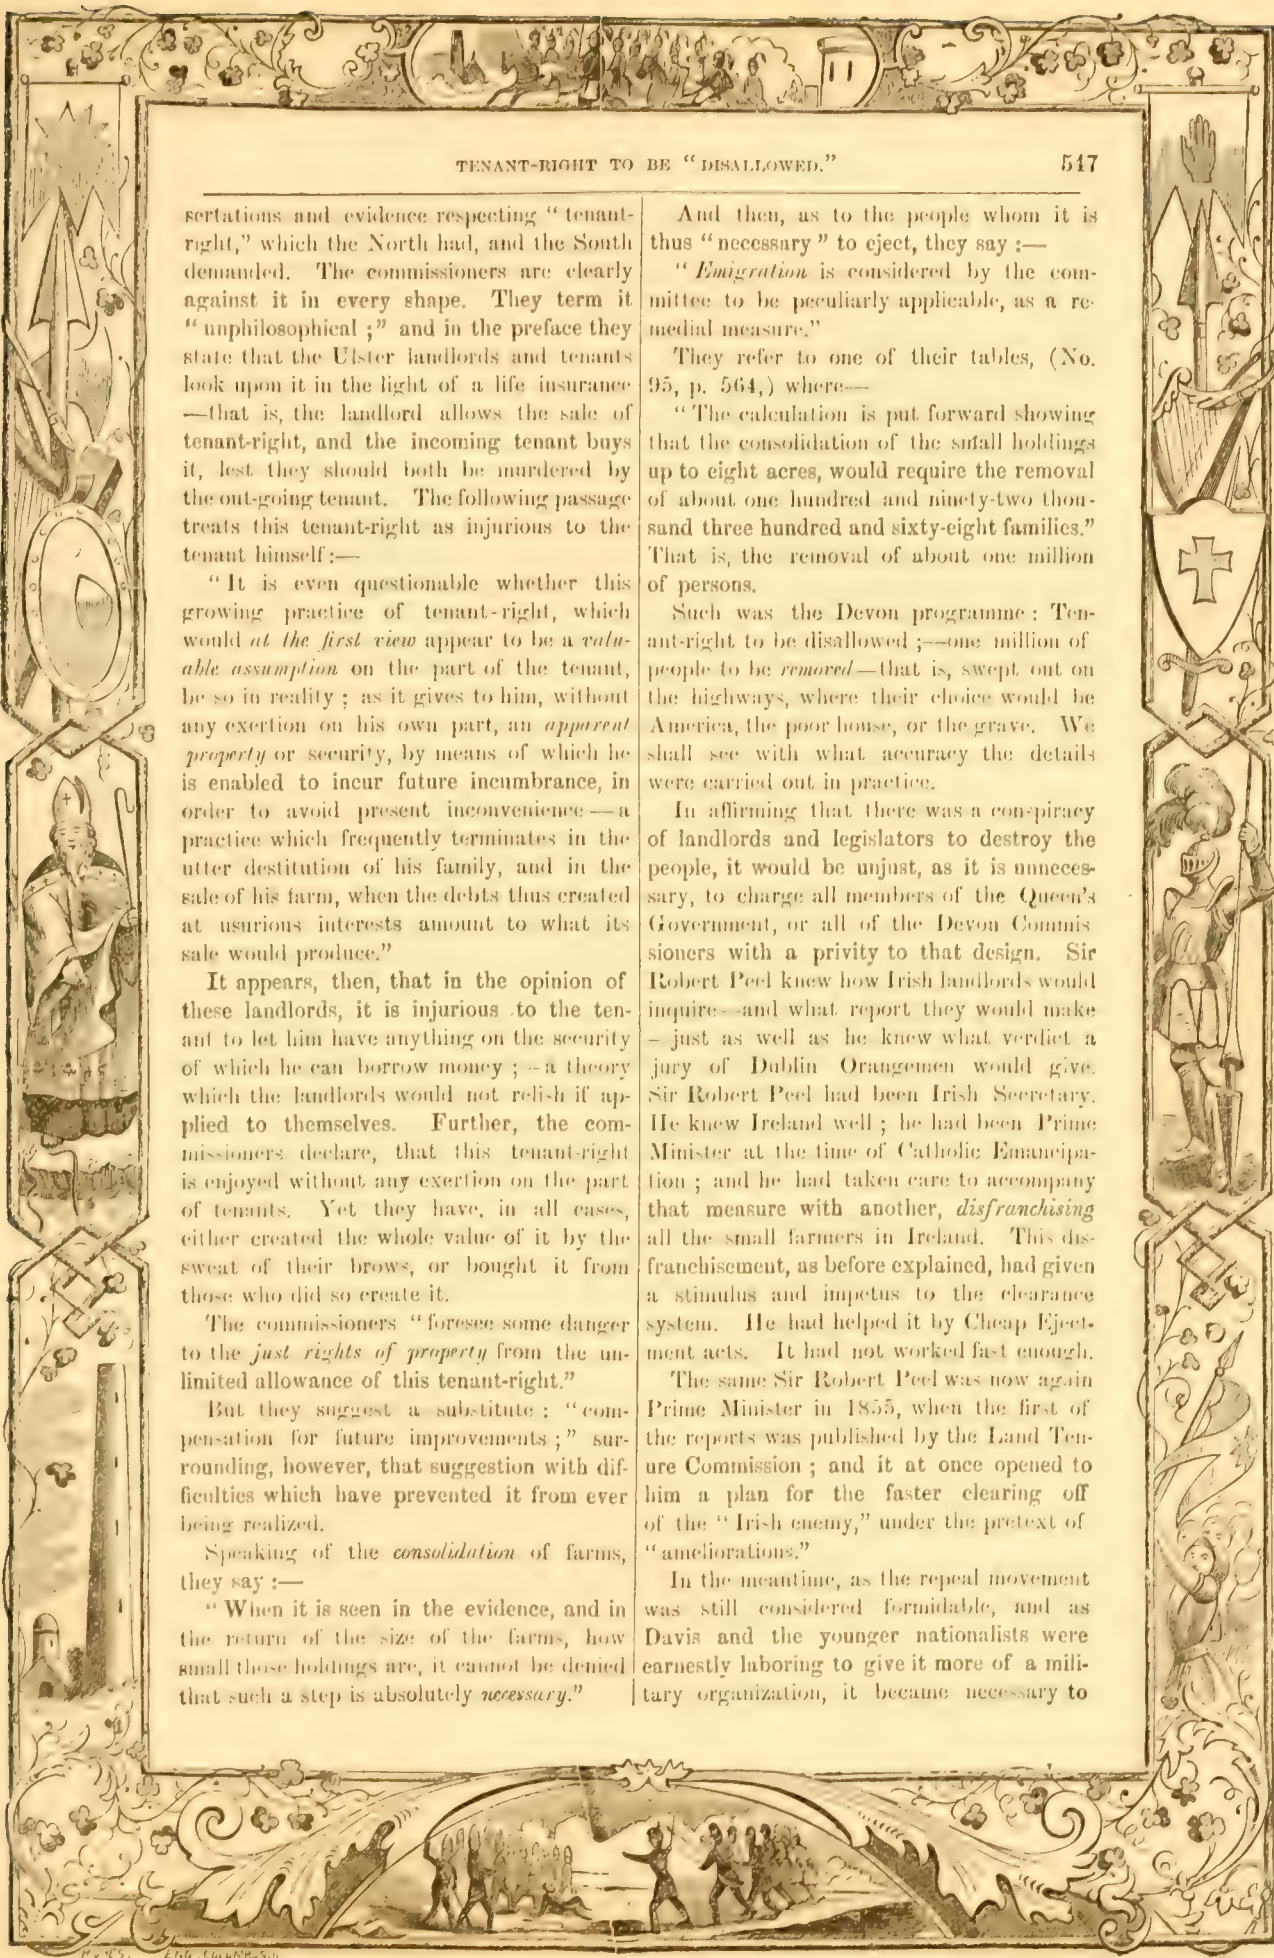 TENANT-RIGHT TO BE “DISALLOWED.”
517
sertations and evidence respecting “tenant-
right,” which the North had, and the South
demanded. The commissioners are clearly
against it in every shape. They term it
“unphilosophical ;” and in the preface they
state that the Ulster landlords and tenants
look upon it in the light of a life insurance
—that is, the landlord allows the sale of
tenant-right, and the incoming tenant buys
it, lest they should both be murdered by
the out-going tenant. The following passage
treats this tenant-right as injurious to the
tenant himself :—
“It is even questionable whether this
growing practice of tenant-right, which
would at the first view appear to be a valu-
able assumption on the part of the tenant,
be so in reality ; as it gives to him, without
any exertion on his own part, an apparent
property or security, by means of which he
is enabled to incur future incumbrance, in
order to avoid present inconvenience — a
practice which frequently terminates in the
utter destitution of his family, and in the
sale of his farm, when the debts thus created
at usurious interests amount to what its
sale would produce.”
It appears, then, that in the opinion of
these landlords, it is injurious to the ten-
ant to let him have anything on the security
of which he can borrow money ; —a theory
which the landlords would not relish if ap-
plied to themselves. Further, the com-
missioners declare, that this tenant-right
is enjoyed without any exertion on the part
of tenants. Yet they have, in all cases,
either created the whole value of it by the
sweat of their brows, or bought it from
those who did so create it.
The commissioners “foresee some danger
to the just rights of property from the un-
limited allowance of this tenant-right.”
But they suggest a substitute : “com-
pensation for future improvements ;” sur-
rounding, however, that suggestion with dif-
ficulties which have prevented it from ever
being realized.
Speaking of the consolidation of farms,
they say :—
“When it is seen in the evidence, and in
the return of the size of the farms, how
small those holdings are, it cannot be denied
that such a step is absolutely necessary.”
And then, as to the people whom it is
thus “necessary” to eject, they say :—
“Emigration is considered by the com-
mittee to be peculiarly applicable, as a re-
medial measure.”
They refer to one of their tables, (No.
95, p. 564,) where—
“The calculation is put forward showing
that the consolidation of the small holdings
up to eight acres, would require the removal
of about one hundred and ninety-two thou-
sand three hundred and sixty-eight families.”
That is, the removal of about one million
of persons.
Such was the Devon programme : Ten-
ant-right to be disallowed ;—one million of
people to be removed—that is, swept out on
the highways, where their choice would be
America, the poor house, or the grave. We
shall see with what accuracy the details
were carried out in practice.
In affirming that there was a conspiracy
of landlords and legislators to destroy the
people, it would be unjust, as it is unneces-
sary, to charge all members of the Queen’s
Government, or all of the Devon Commis
sioners with a privity to that design. Sir
Robert Peel knew how Irish landlords would
inquire—and what report they would make
– just as well as he knew what verdict a
jury of Dublin Orangemen would give.
Sir Robert Peel had been Irish Secretary.
He knew Ireland well ; he had been Prime
Minister at the time of Catholic Emancipa-
tion ; and he had taken care to accompany
that measure with another, disfranchising
all the small farmers in Ireland. This dis-
franchisement, as before explained, had given
a stimulus and impetus to the clearance
system. He had helped it by Cheap Eject-
ment acts. It had not worked fast enough.
The same Sir Robert Peel was now again
Prime Minister in 1855, when the first of
the reports was published by the Land Ten-
ure Commission ; and it at once opened to
him a plan for the faster clearing off
of the “Irish enemy,” under the pretext of
“ameliorations.”
In the meantime, as the repeal movement
was still considered formidable, and as
Davis and the younger nationalists were
earnestly laboring to give it more of a mili-
tary organization, it became necessary to